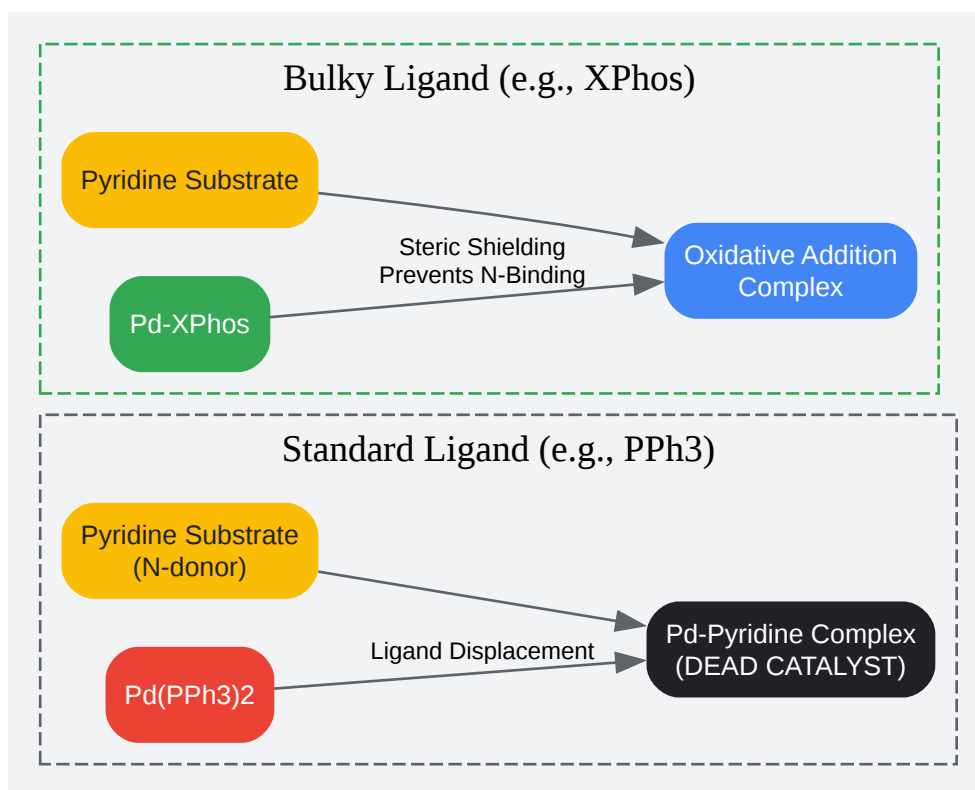 Bulky Ligand (e.g., XPhos)
Pyridine Substrate
Steric Shielding
Prevents N-Binding
Oxidative Addition
Complex
Pd-XPhos
Standard Ligand (e.g., PPh3)
Pyridine Substrate
(N-donor)
Ligand Displacement
Pd-Pyridine Complex
(DEAD CATALYST)
Pd(PPh3)2